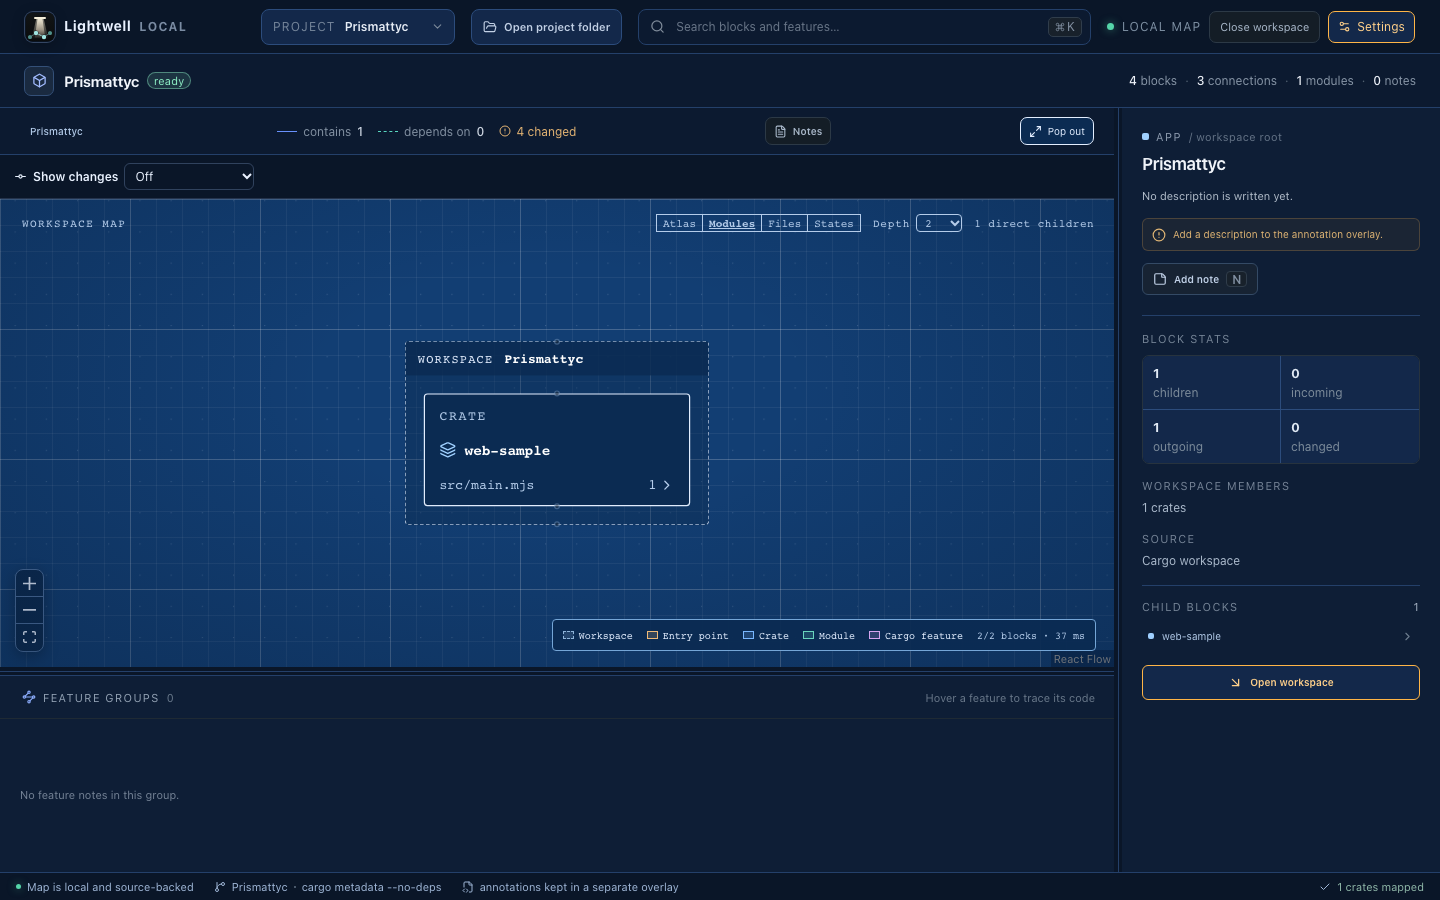 Lightwell LOCAL
PROJECT Prismattyc
Open project folder
Search blocks and features...
⌘K
LOCAL MAP
Close workspace
Settings
Prismattyc ready
4 blocks · 3 connections · 1 modules · 0 notes
Prismattyc
contains 1
depends on 0
4 changed
Notes
Pop out
Show changes Off
WORKSPACE MAP
Atlas Modules Files States
Depth 2
1 direct children
WORKSPACE Prismattyc
CRATE
web-sample
src/main.mjs 1
Workspace Entry point Crate Module Cargo feature 2/2 blocks · 37 ms
React Flow
FEATURE GROUPS 0
Hover a feature to trace its code
No feature notes in this group.
APP / workspace root
Prismattyc
No description is written yet.
Add a description to the annotation overlay.
Add note N
BLOCK STATS
1 0
children incoming
1 0
outgoing changed
WORKSPACE MEMBERS
1 crates
SOURCE
Cargo workspace
CHILD BLOCKS 1
web-sample
Open workspace
Map is local and source-backed
Prismattyc · cargo metadata --no-deps
annotations kept in a separate overlay
1 crates mapped